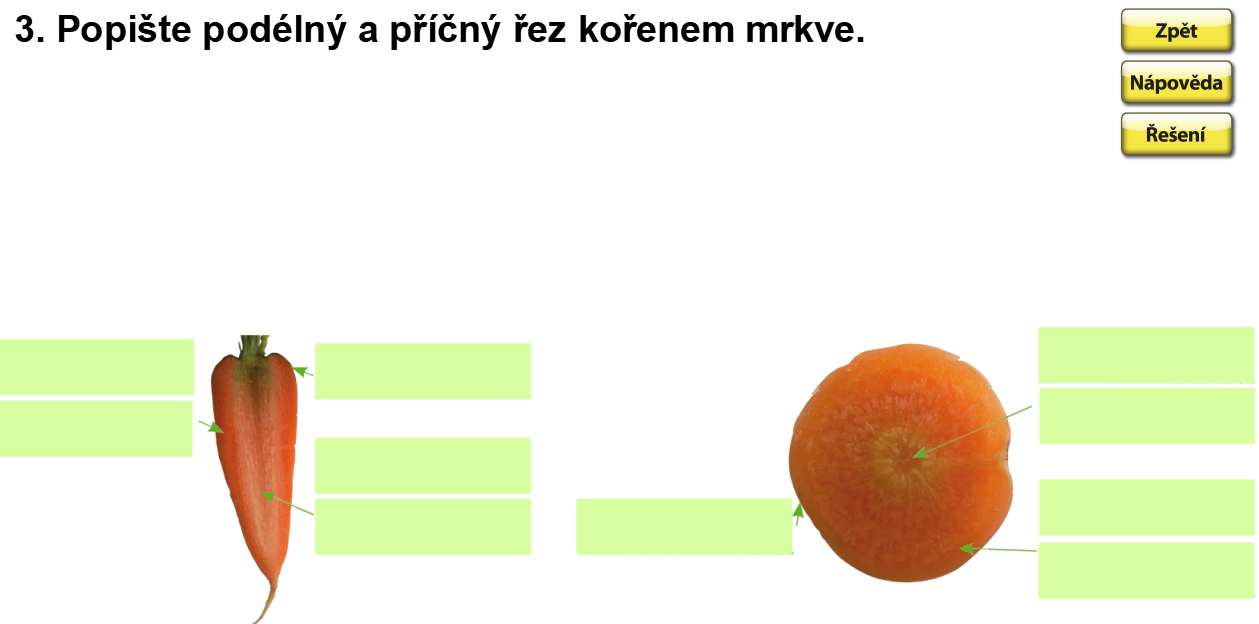 3. Popište podélný a příčný řez kořenem mrkve.
Zpět
Nápověda
Řešení